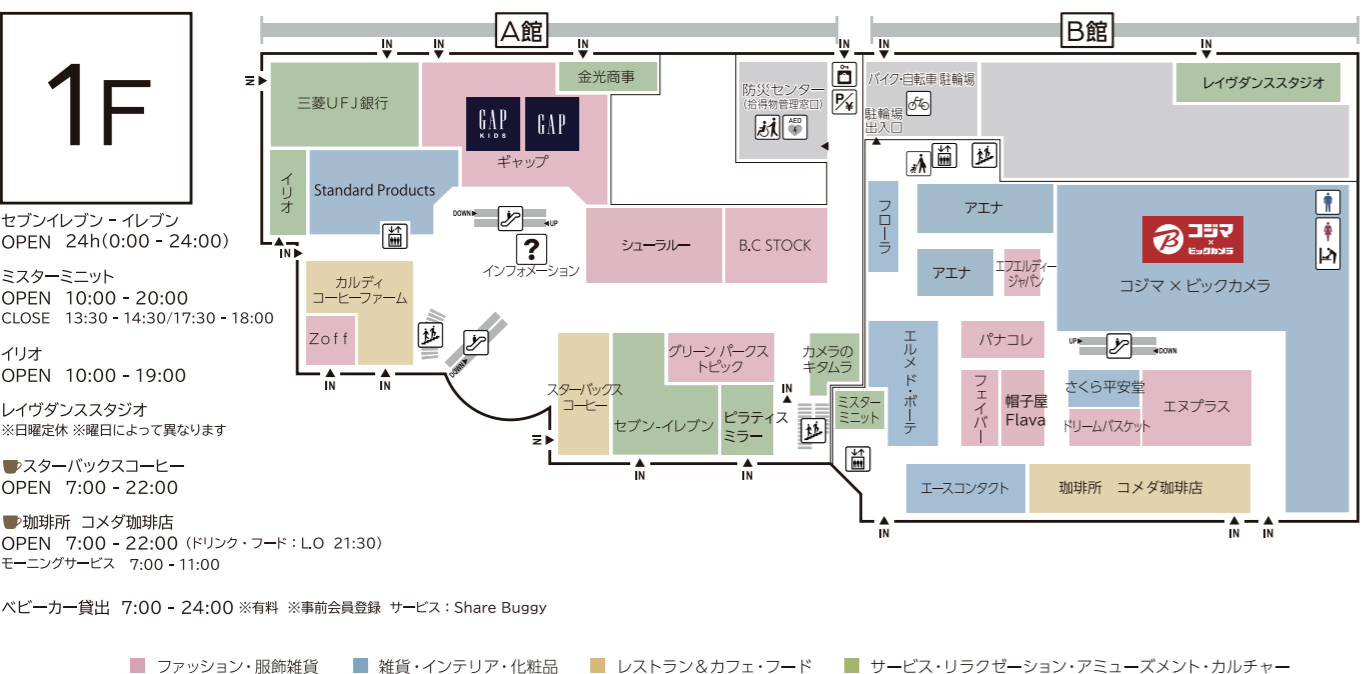 1F
A館
B館
IN
IN
IN
IN
IN
IN
IN
三菱UFJ銀行
GAP
KIDS
GAP
ギャップ
金光商事
防災センター
(拾得物管理窓口)
AED
P/¥
バイク・自転車 駐輪場
駐輪場
出入口
レイヴダンススタジオ
イリオ
Standard Products
DOWN
UP
?
インフォメーション
シューラルー
B.C STOCK
フローラ
アエナ
アエナ
エフエルディー
ジャパン
コジマ
×
ビックカメラ
コジマ × ビックカメラ
IN
カルディ
コーヒーファーム
Zoff
IN
IN
DOWN
スターバックス
コーヒー
セブン-イレブン
グリーン パークス
トピック
ピラティス
ミラー
カメラの
キタムラ
ミスター
ミニット
IN
IN
IN
IN
エルメ ド・ボーテ
パナコレ
フェイバー
帽子屋
Flava
UP
DOWN
さくら平安堂
ドリームバスケット
エヌプラス
エースコンタクト
珈琲所 コメダ珈琲店
IN
IN
IN
セブンイレブン - イレブン
OPEN 24h(0:00 - 24:00)
ミスターミニット
OPEN 10:00 - 20:00
CLOSE 13:30 - 14:30/17:30 - 18:00
イリオ
OPEN 10:00 - 19:00
レイヴダンススタジオ
※日曜定休 ※曜日によって異なります
スターバックスコーヒー
OPEN 7:00 - 22:00
珈琲所 コメダ珈琲店
OPEN 7:00 - 22:00 (ドリンク・フード:L.O 21:30)
モーニングサービス 7:00 - 11:00
ベビーカー貸出 7:00 - 24:00 ※有料 ※事前会員登録 サービス:Share Buggy
ファッション・服飾雑貨
雑貨・インテリア・化粧品
レストラン&カフェ・フード
サービス・リラクゼーション・アミューズメント・カルチャー